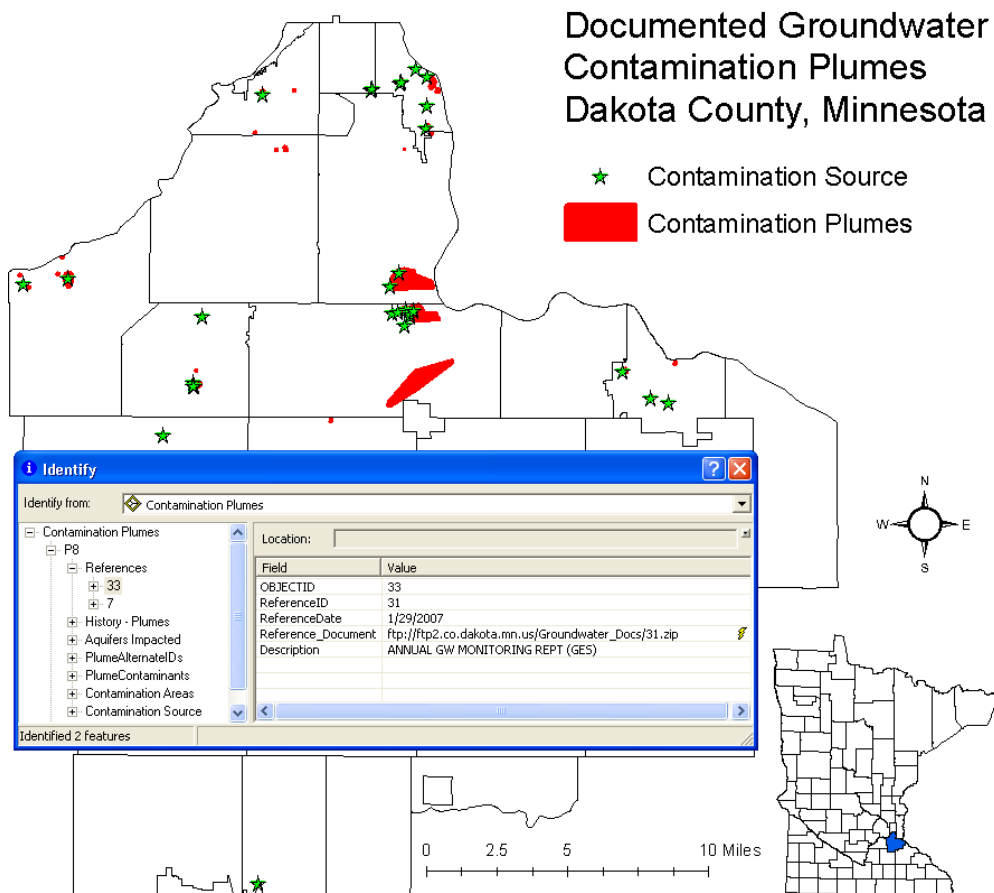 Documented Groundwater
Contamination Plumes
Dakota County, Minnesota
Contamination Source
Contamination Plumes
Identify
Identify from: Contamination Plumes
Contamination Plumes
P8
References
33
7
History - Plumes
Aquifers Impacted
PlumeAlternateIDs
PlumeContaminants
Contamination Areas
Contamination Source
Location:
Field Value
OBJECTID 33
ReferenceID 31
ReferenceDate 1/29/2007
Reference_Document ftp://ftp2.co.dakota.mn.us/Groundwater_Docs/31.zip
Description ANNUAL GW MONITORING REPT (GES)
Identified 2 features
N
W E
S
0 2.5 5 10 Miles